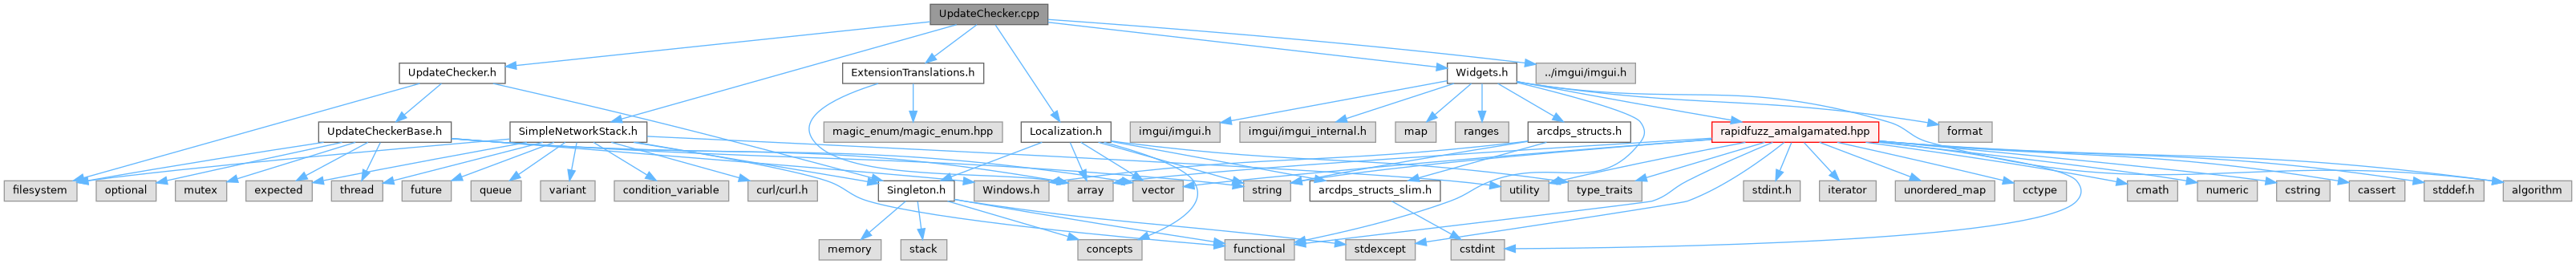 UpdateChecker.cpp
UpdateChecker.h
ExtensionTranslations.h
Widgets.h
../imgui/imgui.h
UpdateCheckerBase.h
SimpleNetworkStack.h
magic_enum/magic_enum.hpp
Localization.h
imgui/imgui.h
imgui/imgui_internal.h
map
ranges
arcdps_structs.h
rapidfuzz_amalgamated.hpp
format
filesystem
optional
mutex
expected
thread
future
queue
variant
condition_variable
curl/curl.h
Singleton.h
Windows.h
array
vector
string
arcdps_structs_slim.h
utility
type_traits
stdint.h
iterator
unordered_map
cctype
cmath
numeric
cstring
cassert
stddef.h
algorithm
memory
stack
concepts
functional
stdexcept
cstdint